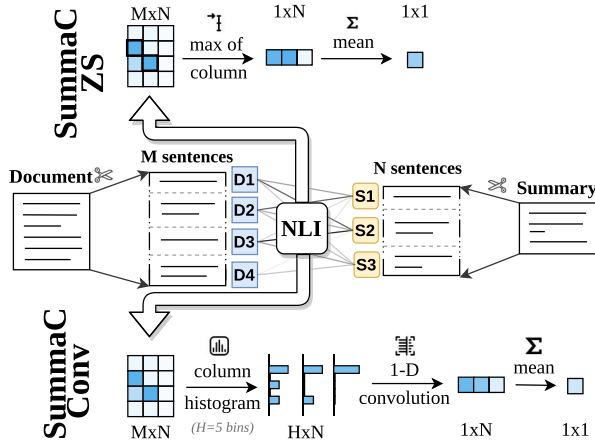 SummaC
ZS
MxN
max of
column
1xN
Σ
mean
1x1
Document
M sentences
D1
D2
D3
D4
NLI
N sentences
S1
S2
S3
Summary
SummaC
Conv
MxN
column
histogram
(H=5 bins)
HxN
1-D
convolution
1xN
Σ
mean
1x1